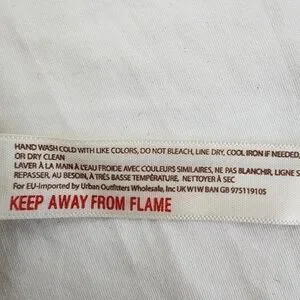 HAND WASH COLD WITH LIKE COLORS, DO NOT BLEACH, LINE DRY, COOL IRON IF NEEDED,
OR DRY CLEAN
LAVER À LA MAIN À L'EAU FROIDE AVEC COULEURS SIMILAIRES, NE PAS BLANCHIR, LIGNE S
REPASSER, AU BESOIN, À TRÈS BASSE TEMPÉRATURE, NETTOYER À SEC
For EU-Imported by Urban Outfitters Wholesale, Inc UK W1W BAN GB 975119105
KEEP AWAY FROM FLAME